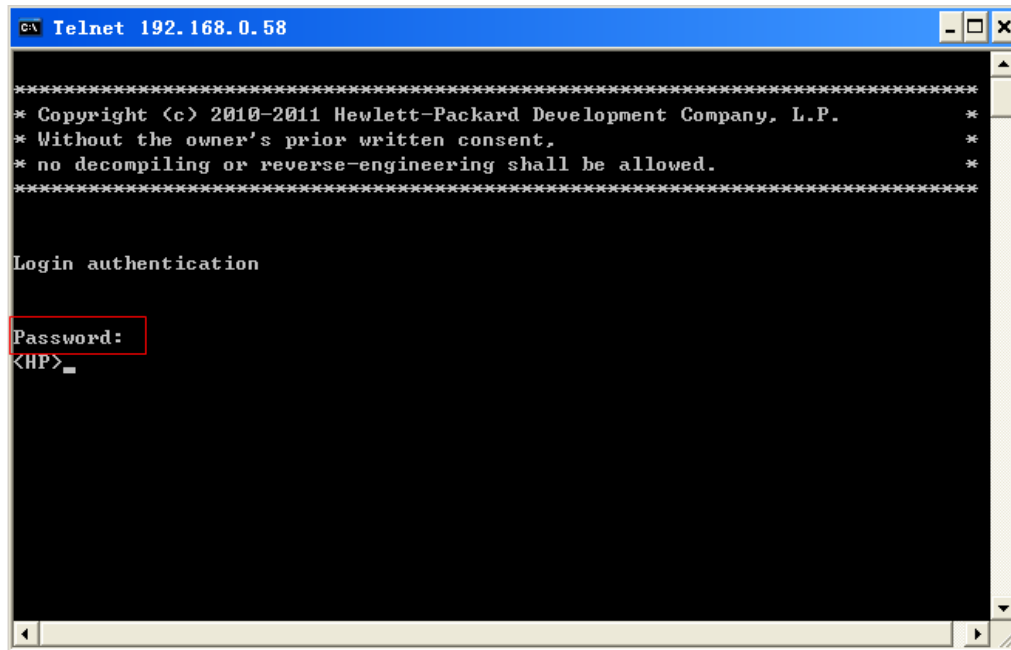 Telnet 192.168.0.58
********************************************************************************
* Copyright (c) 2010-2011 Hewlett-Packard Development Company, L.P. *
* Without the owner's prior written consent, *
* no decompiling or reverse-engineering shall be allowed. *
********************************************************************************
Login authentication
Password:
<HP>_